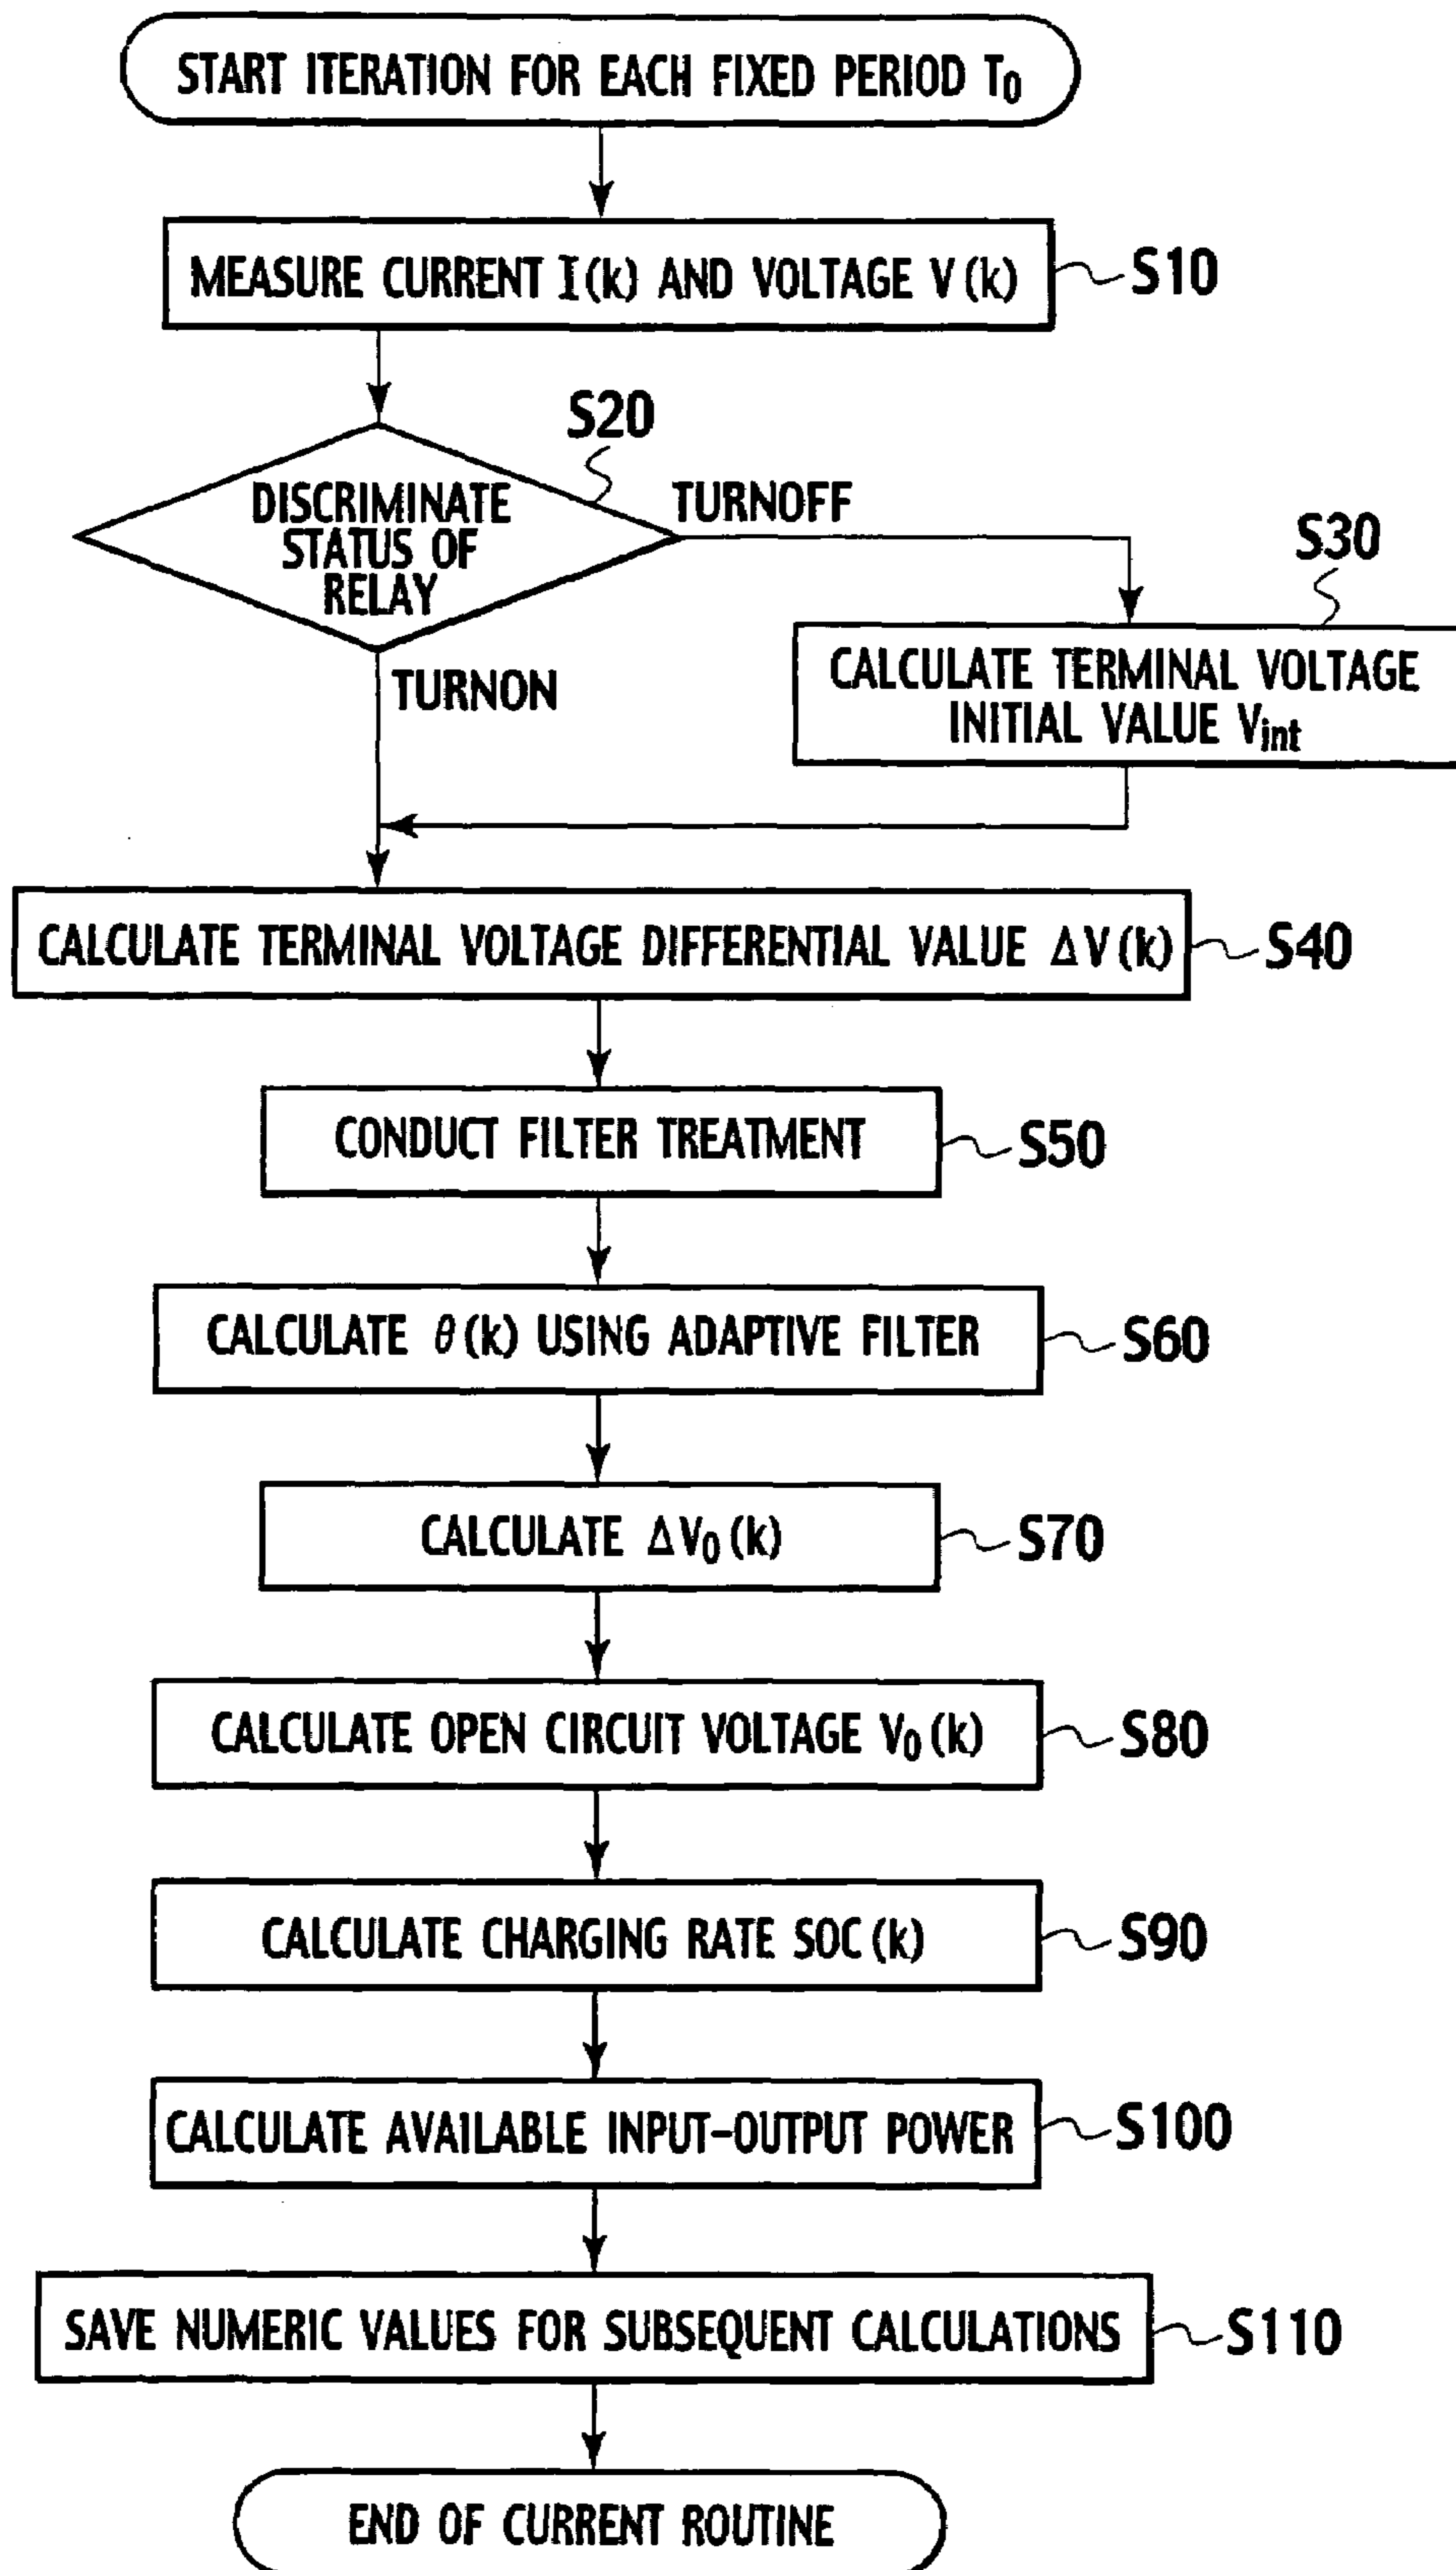 START ITERATION FOR EACH FIXED PERIOD T₀
MEASURE CURRENT I(k) AND VOLTAGE V(k)
S10
S20
DISCRIMINATE
STATUS OF
RELAY
TURNOFF
S30
CALCULATE TERMINAL VOLTAGE
INITIAL VALUE Vint
TURNON
CALCULATE TERMINAL VOLTAGE DIFFERENTIAL VALUE ΔV(k)
S40
CONDUCT FILTER TREATMENT
S50
CALCULATE θ(k) USING ADAPTIVE FILTER
S60
CALCULATE ΔV₀(k)
S70
CALCULATE OPEN CIRCUIT VOLTAGE V₀(k)
S80
CALCULATE CHARGING RATE SOC(k)
S90
CALCULATE AVAILABLE INPUT-OUTPUT POWER
S100
SAVE NUMERIC VALUES FOR SUBSEQUENT CALCULATIONS
S110
END OF CURRENT ROUTINE